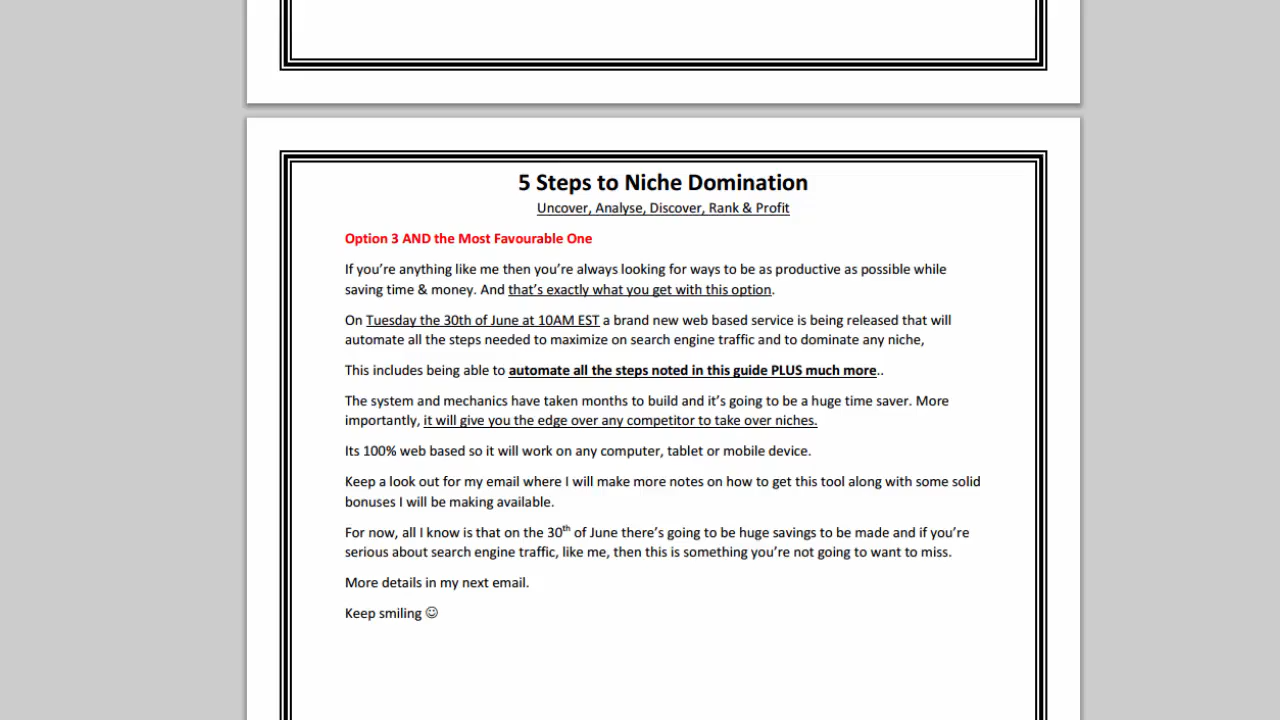 5 Steps to Niche Domination
Uncover, Analyse, Discover, Rank & Profit
Option 3 AND the Most Favourable One
If you’re anything like me then you’re always looking for ways to be as productive as possible while
saving time & money. And that’s exactly what you get with this option.
On Tuesday the 30th of June at 10AM EST a brand new web based service is being released that will
automate all the steps needed to maximize on search engine traffic and to dominate any niche,
This includes being able to automate all the steps noted in this guide PLUS much more..
The system and mechanics have taken months to build and it’s going to be a huge time saver. More
importantly, it will give you the edge over any competitor to take over niches.
Its 100% web based so it will work on any computer, tablet or mobile device.
Keep a look out for my email where I will make more notes on how to get this tool along with some solid
bonuses I will be making available.
For now, all I know is that on the 30th of June there’s going to be huge savings to be made and if you’re
serious about search engine traffic, like me, then this is something you’re not going to want to miss.
More details in my next email.
Keep smiling ☺